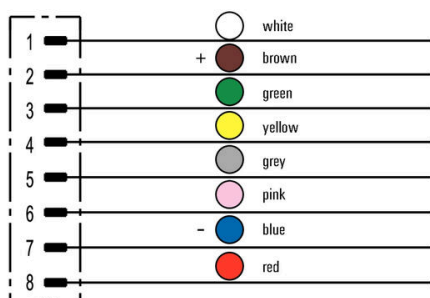 1 white
2 + brown
3 green
4 yellow
5 grey
6 pink
7 - blue
8 red